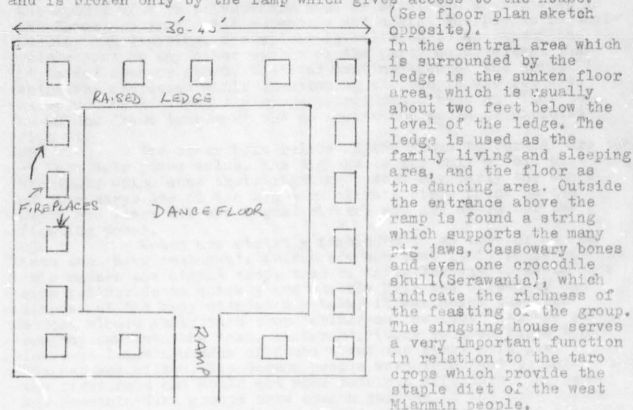 and is broken only by the ramp which gives access to the house.
(See floor plan sketch
opposite).
In the central area which
is surrounded by the
ledge is the sunken floor
area, which is usually
about two feet below the
level of the ledge. The
ledge is used as the
family living and sleeping
area, and the floor as
the dancing area. Outside
the entrance above the
ramp is found a string
which supports the many
pig jaws, Cassowary bones
and even one crocodile
skull(Serawania), which
indicate the richness of
the feasting of the group.
The singsing house serves
a very important function
in relation to the taro
crops which provide the
staple diet of the west
Mianmin people.
30'-45'
RAISED LEDGE
FIREPLACES
DANCEFLOOR
RAMP